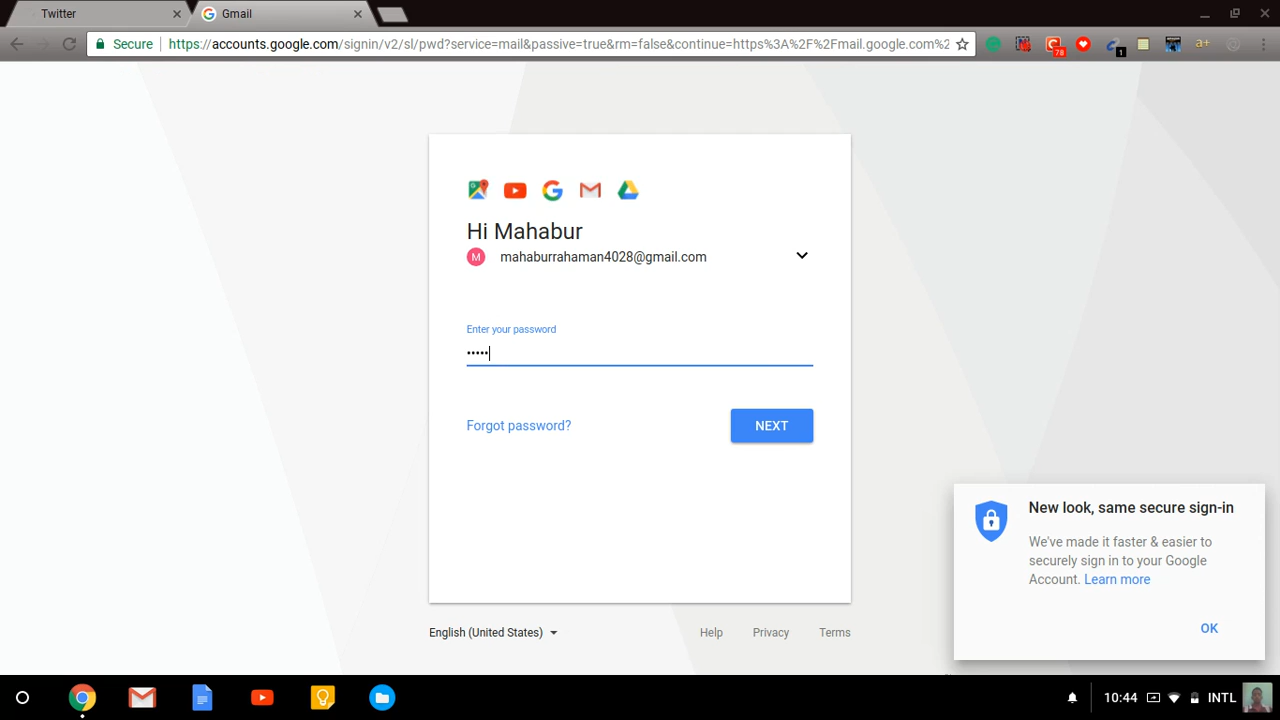 Twitter
Gmail
Secure
https://accounts.google.com/signin/v2/sl/pwd?service=mail&passive=true&rm=false&continue=https%3A%2F%2Fmail.google.com%2
78
1
a+
Hi Mahabur
M
mahaburrahaman4028@gmail.com
Enter your password
•••••
Forgot password?
NEXT
New look, same secure sign-in
We've made it faster & easier to
securely sign in to your Google
Account. Learn more
OK
English (United States)
Help
Privacy
Terms
10:44
INTL